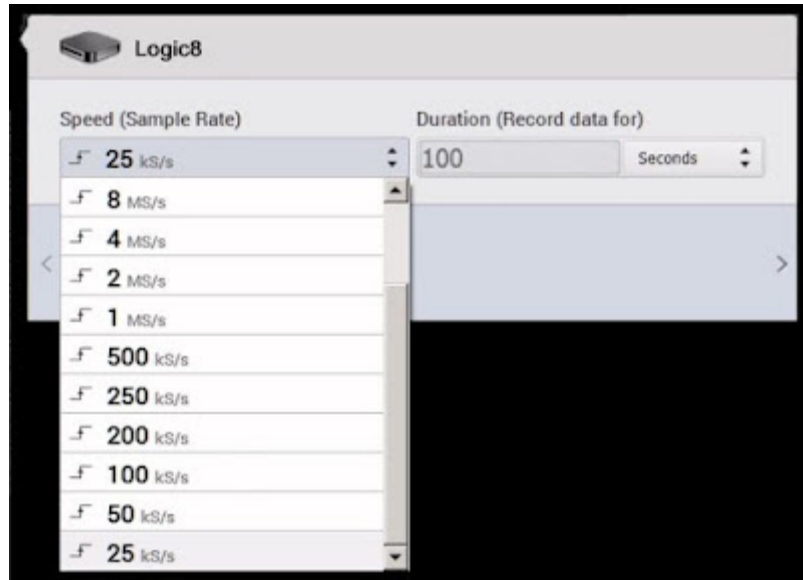 Logic8
Speed (Sample Rate) Duration (Record data for)
25 kS/s 100 Seconds
8 MS/s
4 MS/s
2 MS/s
1 MS/s
500 kS/s
250 kS/s
200 kS/s
100 kS/s
50 kS/s
25 kS/s